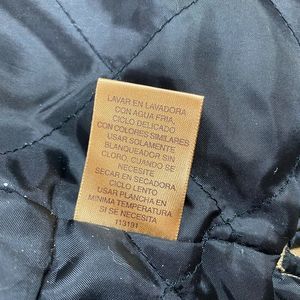 LAVAR EN LAVADORA
CON AGUA FRIA,
CICLO DELICADO
CON COLORES SIMILARES
USAR SOLAMENTE
BLANQUEADOR SIN
CLORO, CUANDO SE
NECESITE
SECAR EN SECADORA
CICLO LENTO
USAR PLANCHA EN
MINIMA TEMPERATURA
SI SE NECESITA
113191